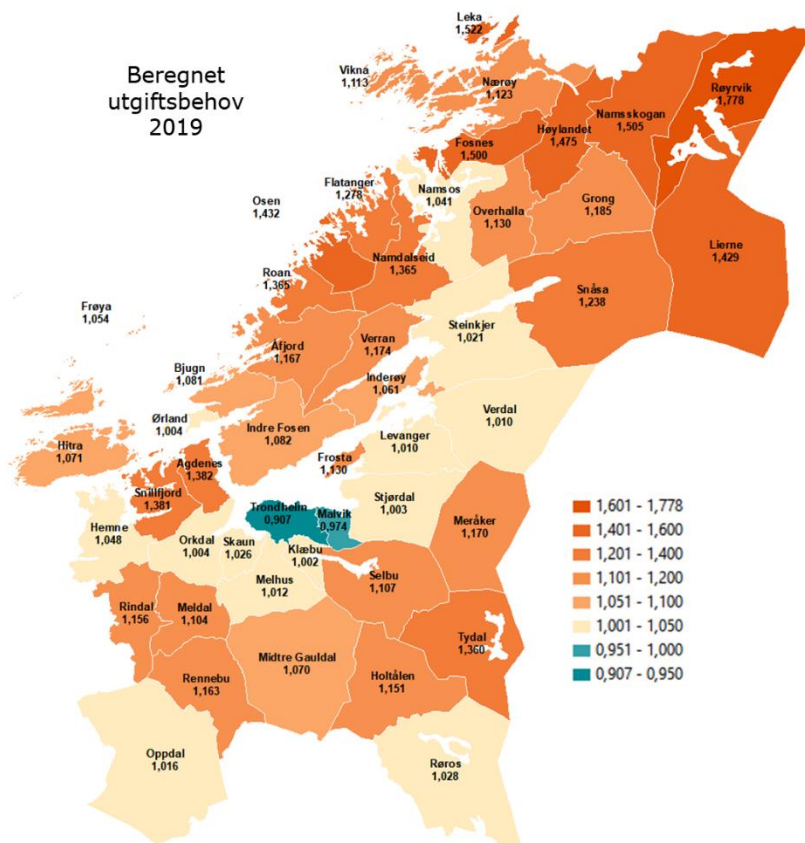 Beregnet
utgiftsbehov
2019
Leka
1,522
Vikna
1,113
Nærøy
1,123
Røyrvik
1,778
Namsskogan
1,505
Høylandet
1,475
Fosnes
1,500
Flatanger
1,278
Namsos
1,041
Osen
1,432
Overhalla
1,130
Grong
1,185
Lierne
1,429
Namdalseid
1,365
Roan
1,365
Snåsa
1,238
Frøya
1,054
Steinkjer
1,021
Åfjord
1,167
Verran
1,174
Bjugn
1,081
Inderøy
1,061
Ørland
1,004
Verdal
1,010
Indre Fosen
1,082
Levanger
1,010
Hitra
1,071
Agdenes
1,382
Frosta
1,130
Snillfjord
1,381
Stjørdal
1,003
Trondheim
0,907
Malvik
0,974
Meråker
1,170
Hemne
1,048
Orkdal
1,004
Skaun
1,026
Klæbu
1,002
Melhus
1,012
Selbu
1,107
Rindal
1,156
Meldal
1,104
Tydal
1,360
Midtre Gauldal
1,070
Holtålen
1,151
Rennebu
1,163
Oppdal
1,016
Røros
1,028
1,601 - 1,778
1,401 - 1,600
1,201 - 1,400
1,101 - 1,200
1,051 - 1,100
1,001 - 1,050
0,951 - 1,000
0,907 - 0,950